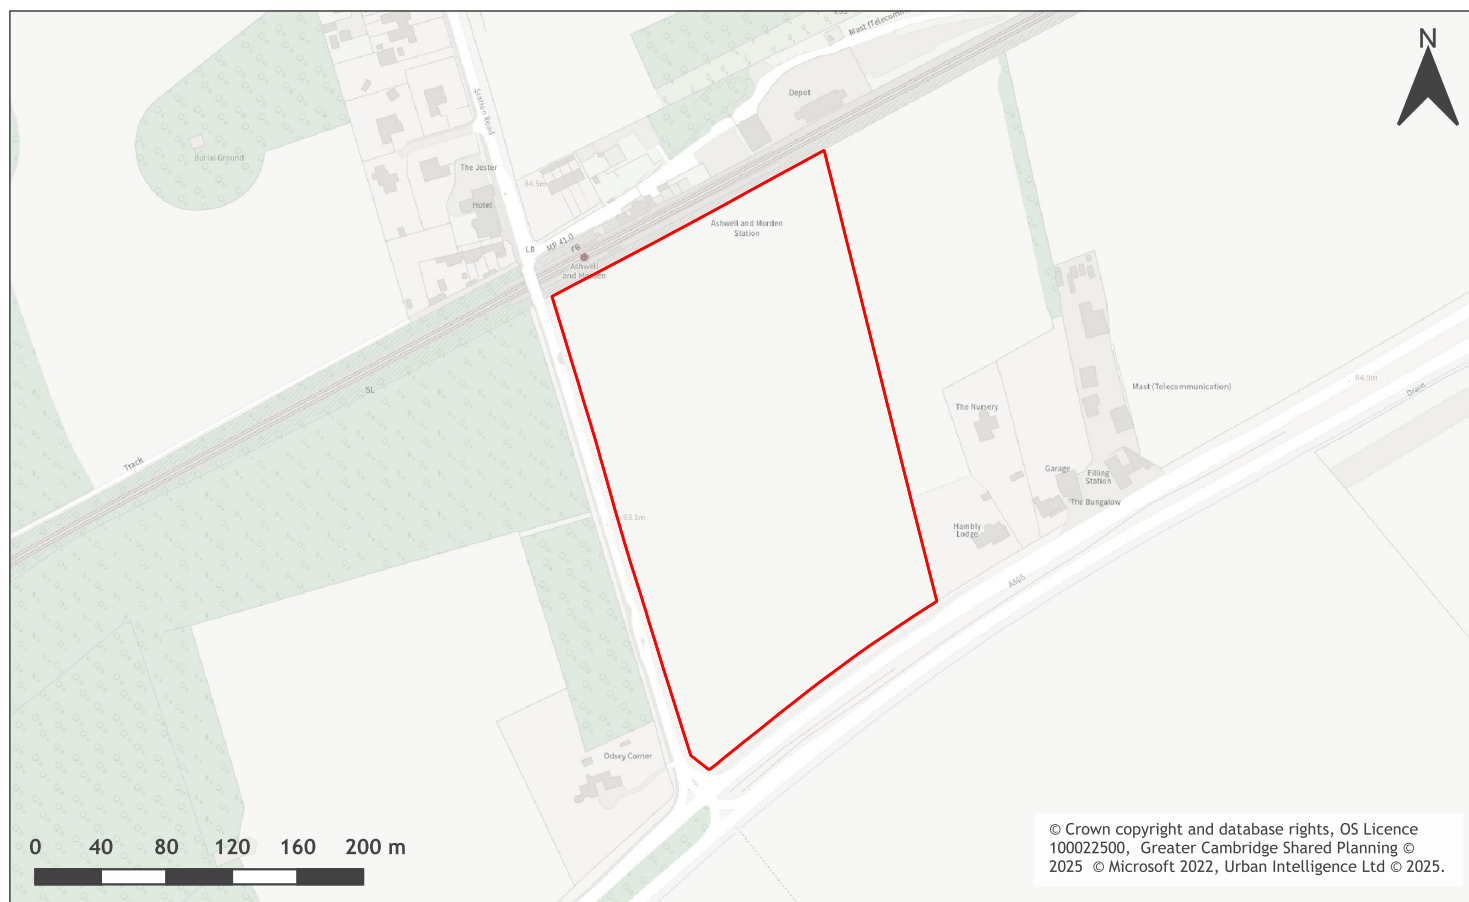 Mast (Telecomm
N
Depot
Station Road
Burial Ground
The Jester
84.5m
Hotel
Ashwell and Morden
Station
LB
MP 41.0
FB
Ashwell
and Morden
SL
84.9m
Mast (Telecommunication)
Drain
The Nursery
Track
Garage
Filling
Station
The Bungalow
83.1m
Hambly
Lodge
A505
Odsey Corner
0 40 80 120 160 200 m
© Crown copyright and database rights, OS Licence
100022500, Greater Cambridge Shared Planning ©
2025 © Microsoft 2022, Urban Intelligence Ltd © 2025.